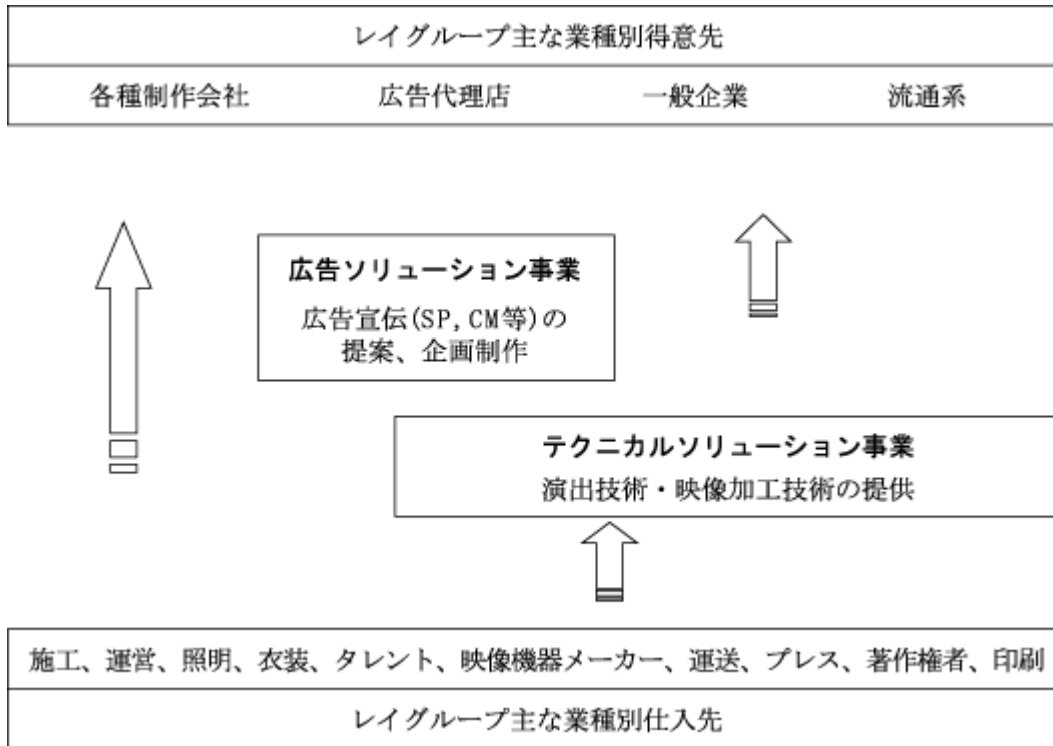 レイグループ主な業種別得意先
各種制作会社 広告代理店 一般企業 流通系
広告ソリューション事業
広告宣伝(SP,CM等)の
提案、企画制作
テクニカルソリューション事業
演出技術・映像加工技術の提供
施工、運営、照明、衣装、タレント、映像機器メーカー、運送、プレス、著作権者、印刷
レイグループ主な業種別仕入先